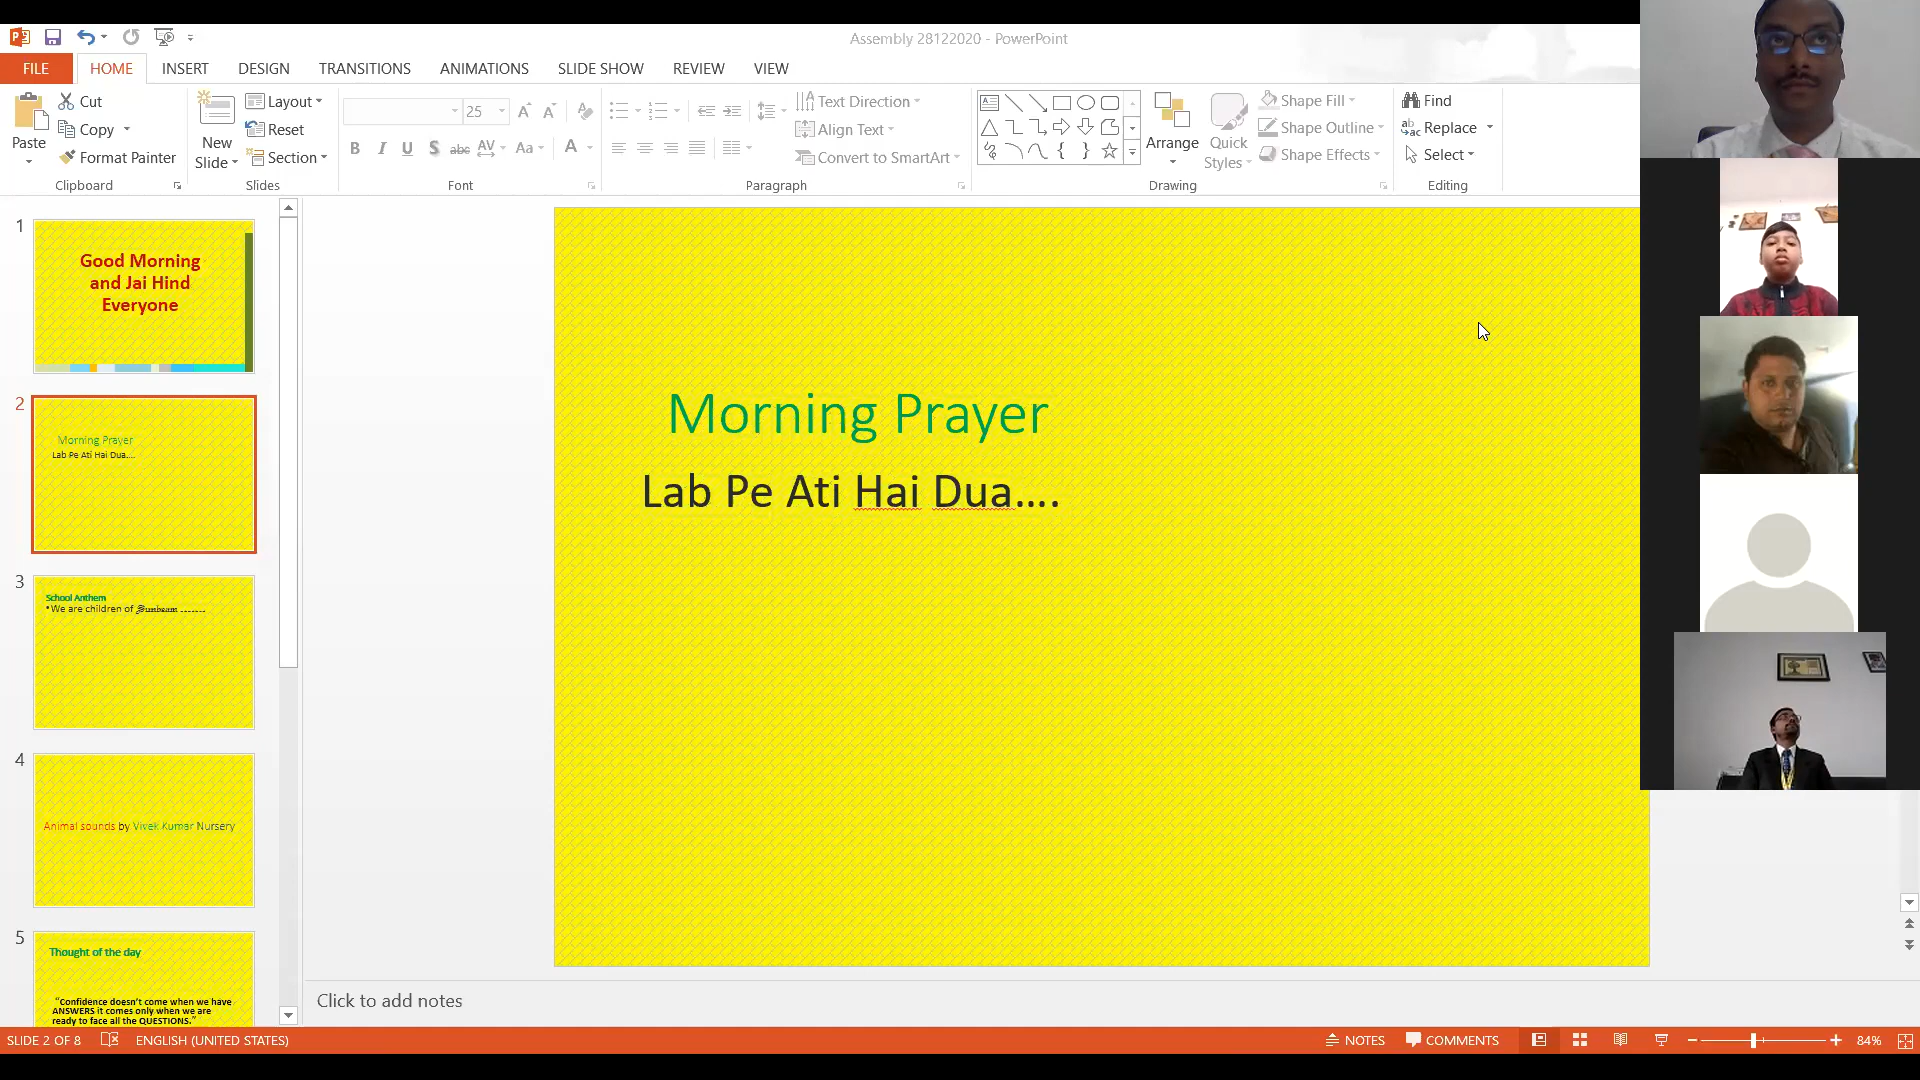 Assembly 28122020 - PowerPoint
FILE
HOME
INSERT
DESIGN
TRANSITIONS
ANIMATIONS
SLIDE SHOW
REVIEW
VIEW
Paste
Cut
Copy
Format Painter
Clipboard
New
Slide
Layout
Reset
Section
Slides
25
B I U S abc AV Aa A
Font
Text Direction
Align Text
Convert to SmartArt
Paragraph
Arrange
Quick
Styles
Shape Fill
Shape Outline
Shape Effects
Drawing
Find
Replace
Select
Editing
1
Good Morning
and Jai Hind
Everyone
2
Morning Prayer
Lab Pe Ati Hai Dua....
3
School Anthem
•We are children of Sunbeam .......
4
Animal sounds by Vivek Kumar Nursery
5
Thought of the day
"Confidence doesn't come when we have
ANSWERS it comes only when we are
ready to face all the QUESTIONS."
Morning Prayer
Lab Pe Ati Hai Dua....
Click to add notes
SLIDE 2 OF 8
ENGLISH (UNITED STATES)
NOTES
COMMENTS
84%